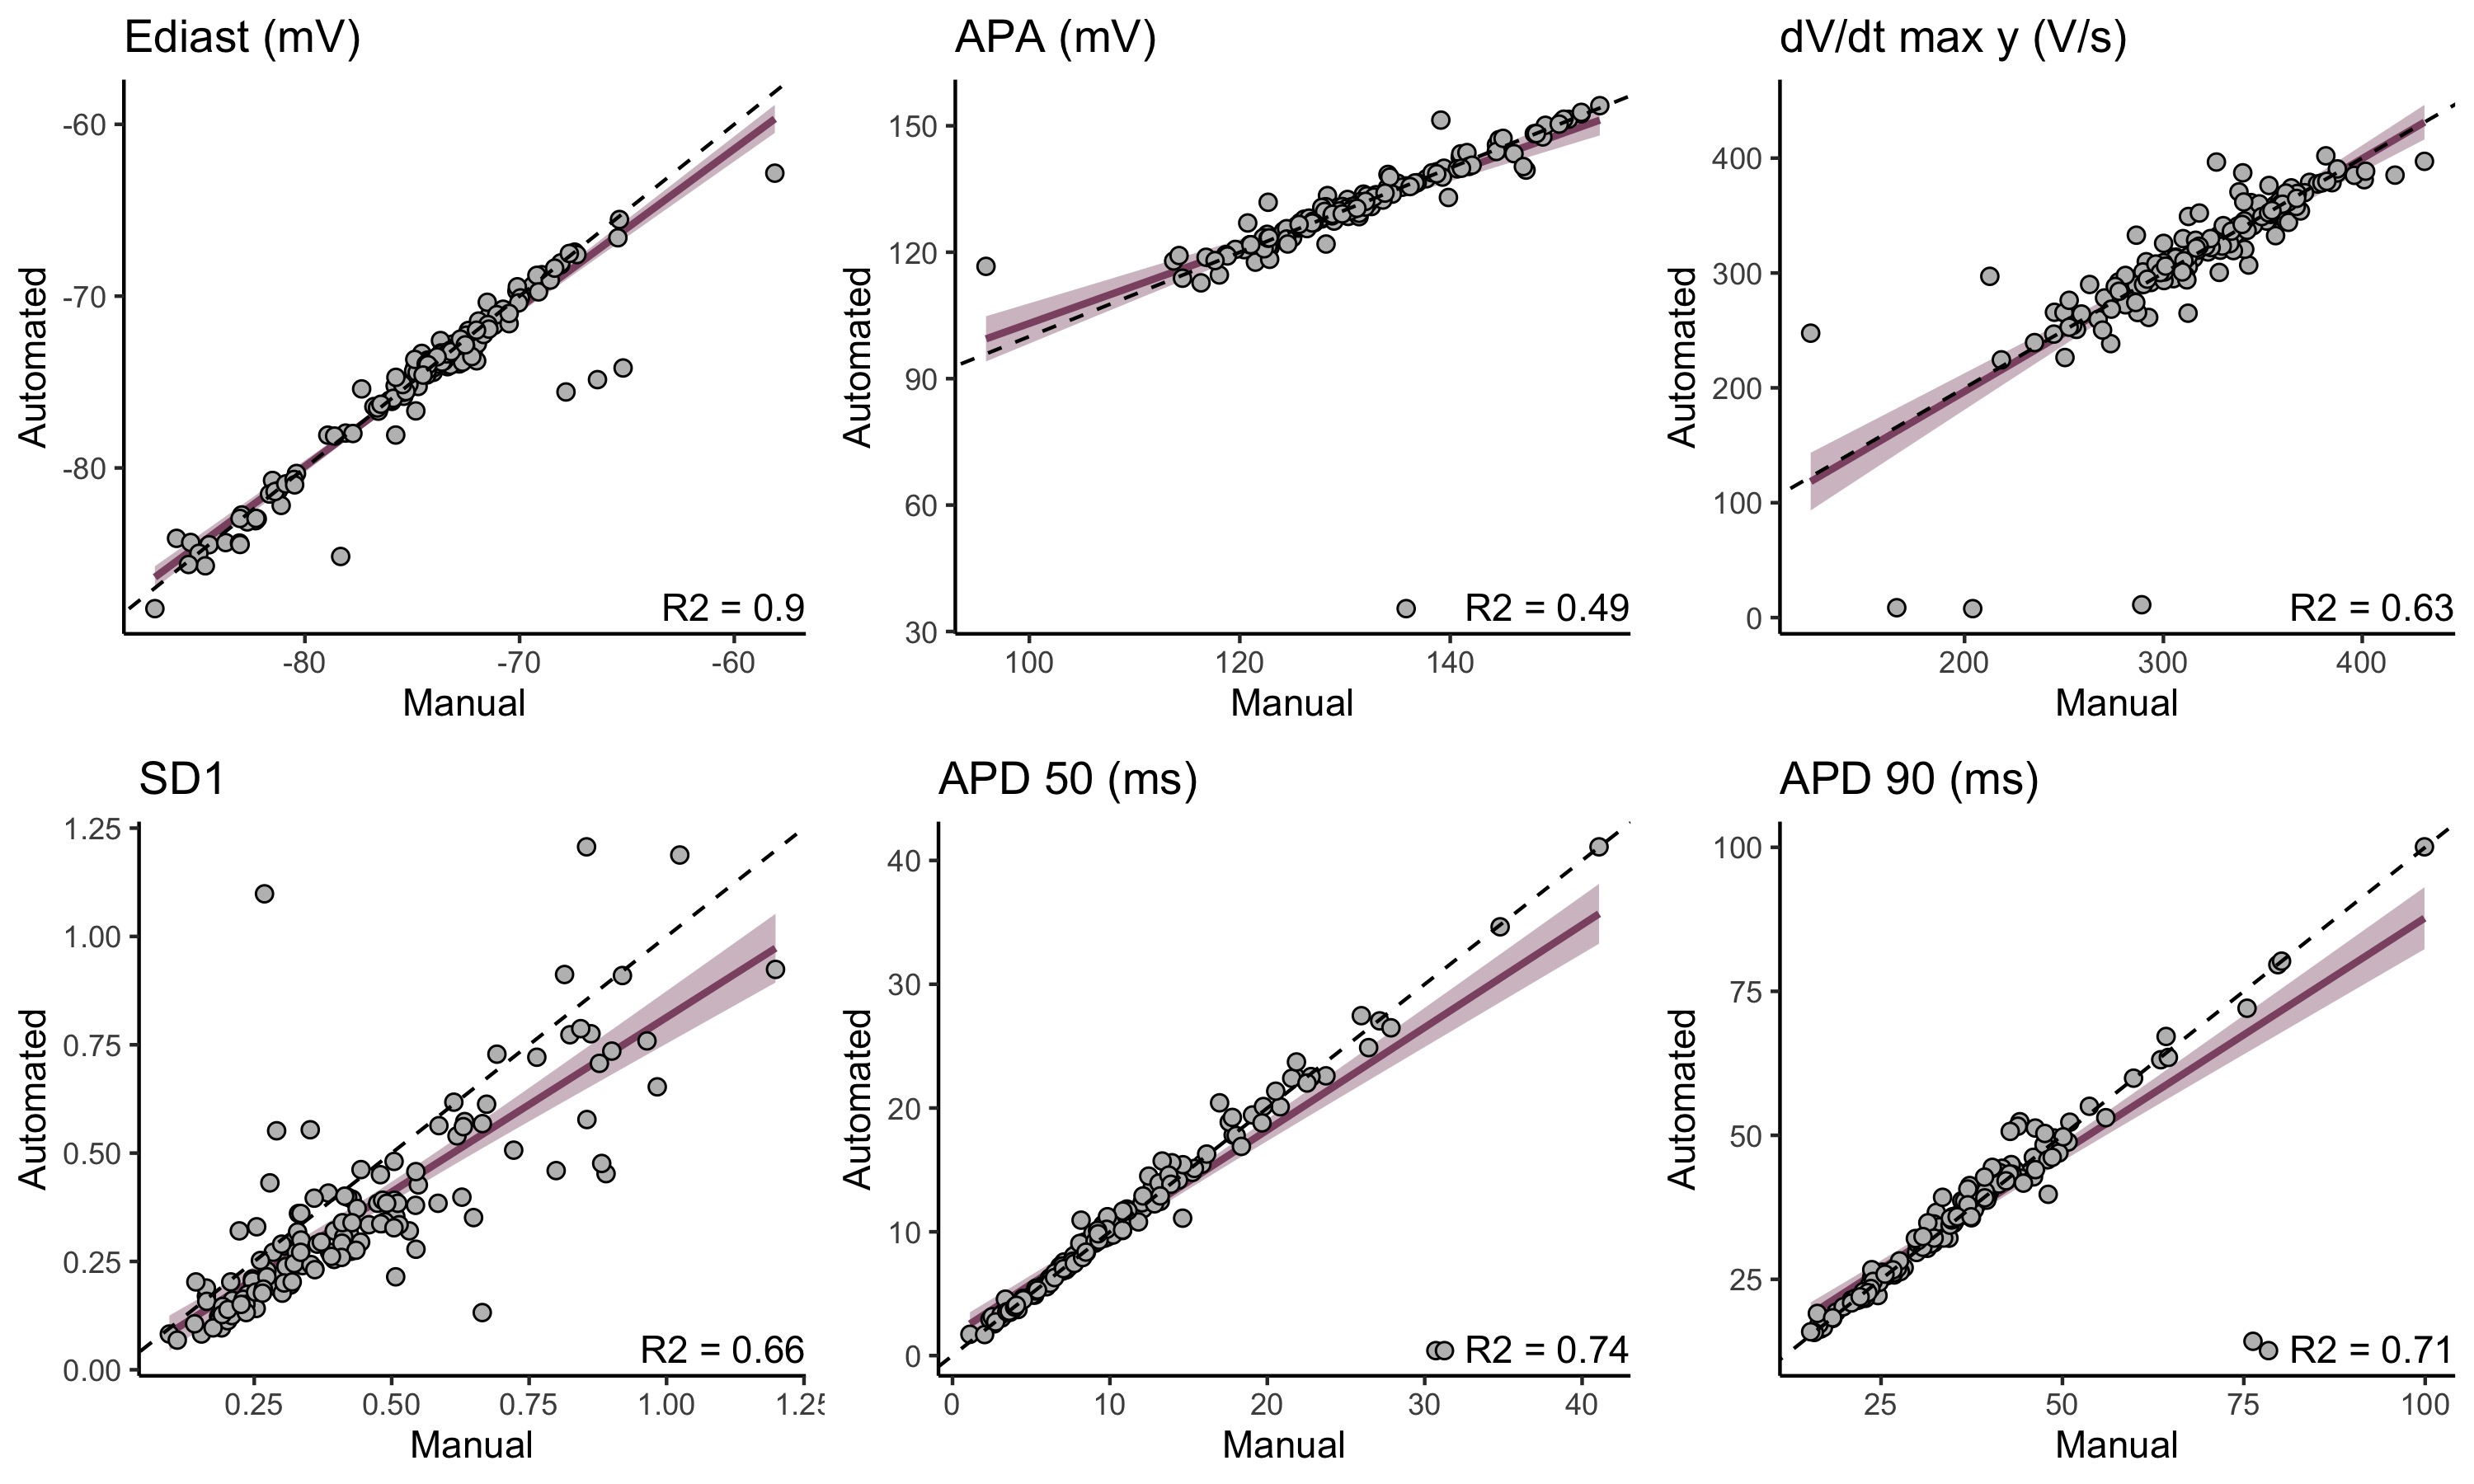 Ediast (mV)
Automated
-60
-70
-80
-80 -70 -60
R2 = 0.9
Manual
APA (mV)
Automated
150
120
90
60
30
100 120 140
R2 = 0.49
Manual
dV/dt max y (V/s)
Automated
400
300
200
100
0
200 300 400
R2 = 0.63
Manual
SD1
Automated
1.25
1.00
0.75
0.50
0.25
0.00
0.25 0.50 0.75 1.00 1.25
R2 = 0.66
Manual
APD 50 (ms)
Automated
40
30
20
10
0
0 10 20 30 40
R2 = 0.74
Manual
APD 90 (ms)
Automated
100
75
50
25
25 50 75 100
R2 = 0.71
Manual